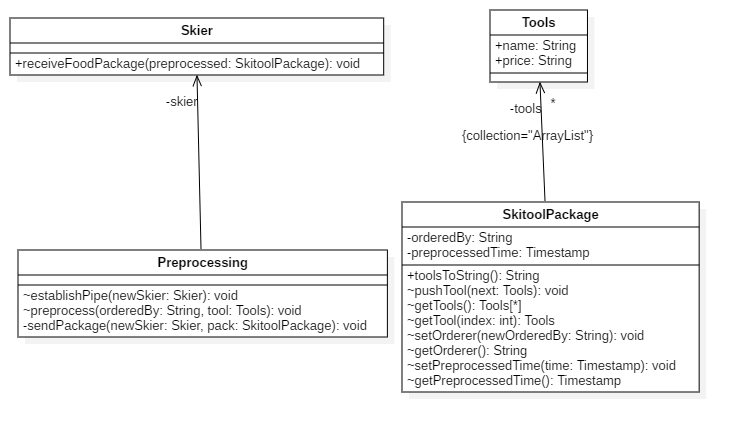 Skier
+receiveFoodPackage(preprocessed: SkitoolPackage): void
-skier
Preprocessing
~establishPipe(newSkier: Skier): void
~preprocess(orderedBy: String, tool: Tools): void
-sendPackage(newSkier: Skier, pack: SkitoolPackage): void
Tools
+name: String
+price: String
-tools *
{collection="ArrayList"}
SkitoolPackage
-orderedBy: String
-preprocessedTime: Timestamp
+toolsToString(): String
~pushTool(next: Tools): void
~getTools(): Tools[*]
~getTool(index: int): Tools
~setOrderer(newOrderedBy: String): void
~getOrderer(): String
~setPreprocessedTime(time: Timestamp): void
~getPreprocessedTime(): Timestamp